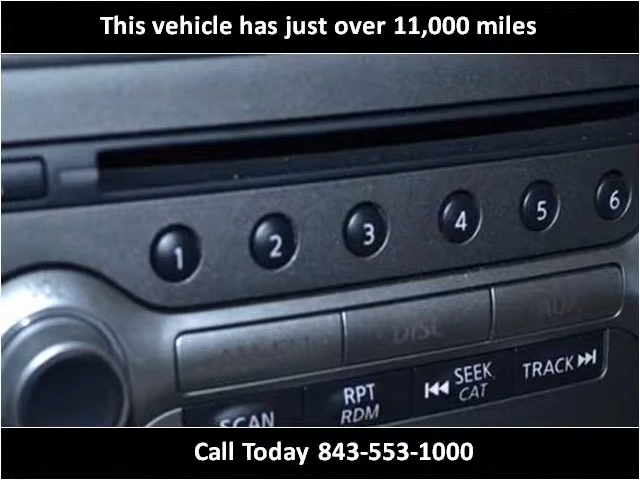 This vehicle has just over 11,000 miles
1 2 3 4 5 6
DISC AUX
SCAN RPT SEEK TRACK
RDM CAT
Call Today 843-553-1000